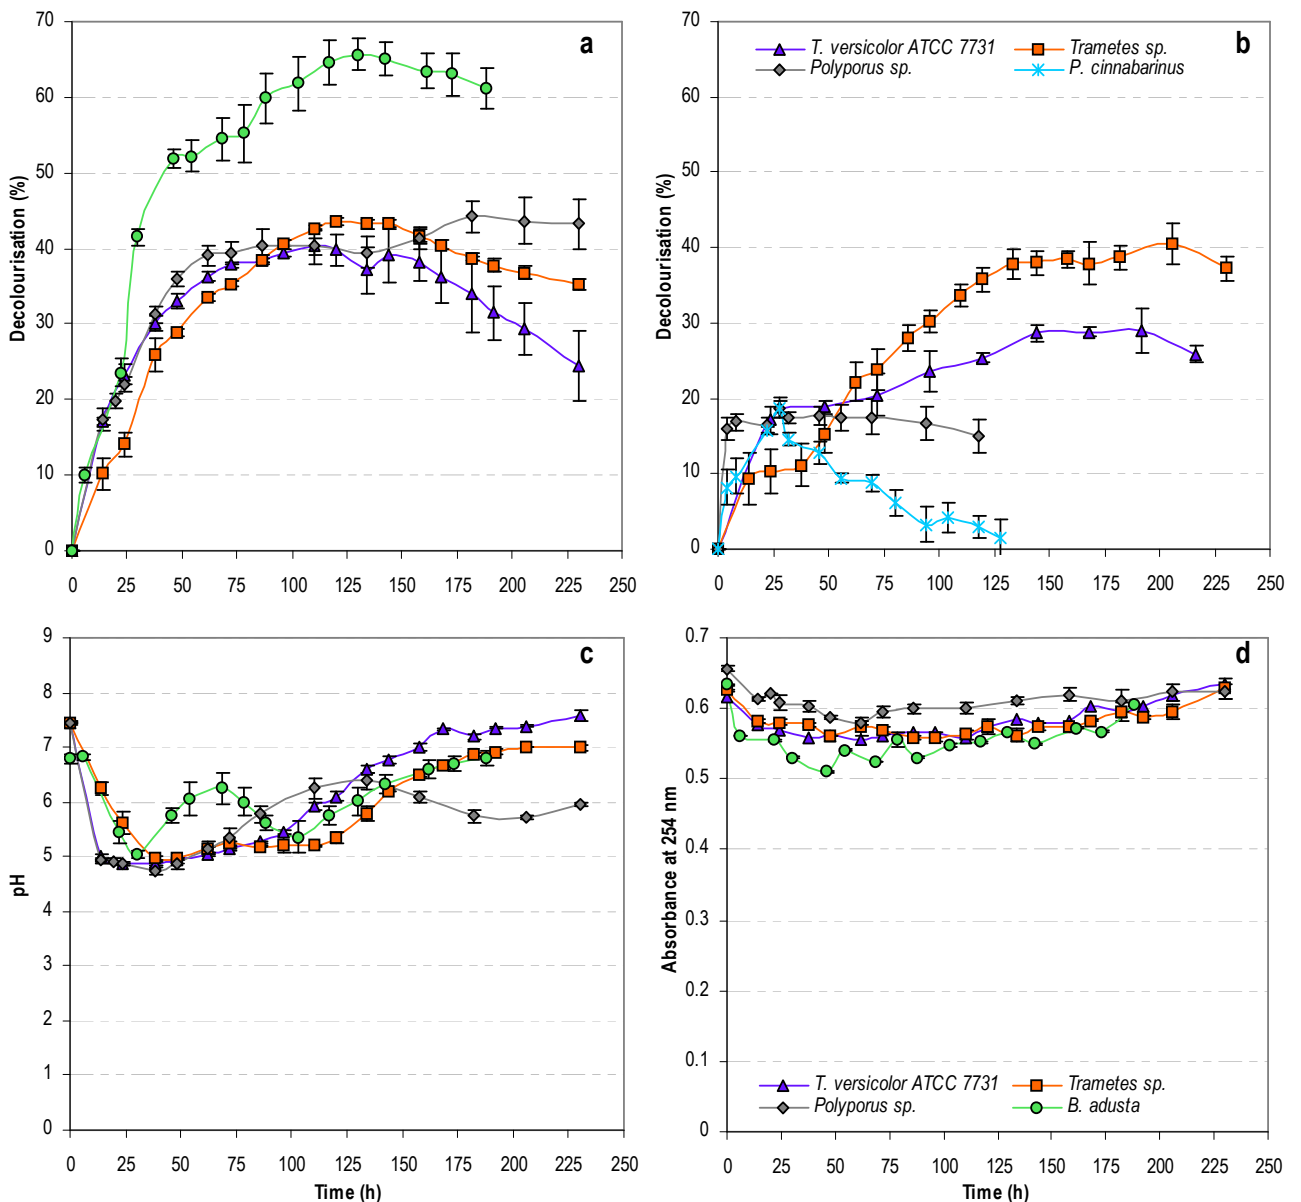 a
70
60
50
40
30
20
10
0
Decolourisation (%)
0 25 50 75 100 125 150 175 200 225 250
b
T. versicolor ATCC 7731 Trametes sp.
Polyporus sp. P. cinnabarinus
70
60
50
40
30
20
10
0
Decolourisation (%)
0 25 50 75 100 125 150 175 200 225 250
c
9
8
7
6
5
4
3
2
1
0
pH
0 25 50 75 100 125 150 175 200 225 250
Time (h)
d
0.7
0.6
0.5
0.4
0.3
0.2
0.1
0
Absorbance at 254 nm
T. versicolor ATCC 7731 Trametes sp.
Polyporus sp. B. adusta
0 25 50 75 100 125 150 175 200 225 250
Time (h)